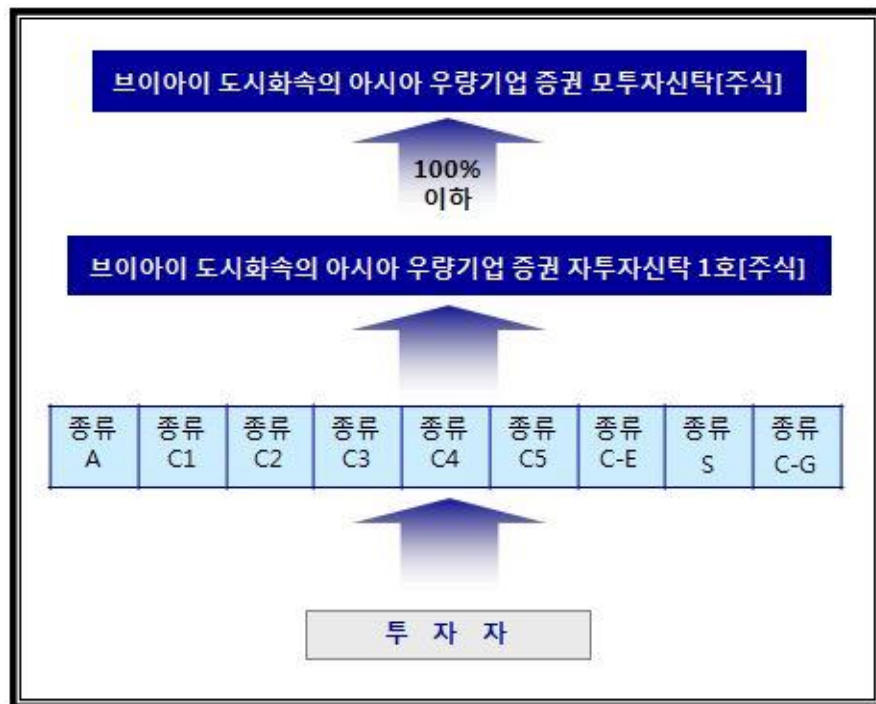 브이아이 도시화속의 아시아 우량기업 증권 모투자신탁[주식]
100%
이하
브이아이 도시화속의 아시아 우량기업 증권 자투자신탁 1호[주식]
종류 종류 종류 종류 종류 종류 종류 종류 종류
A C1 C2 C3 C4 C5 C-E S C-G
투 자 자